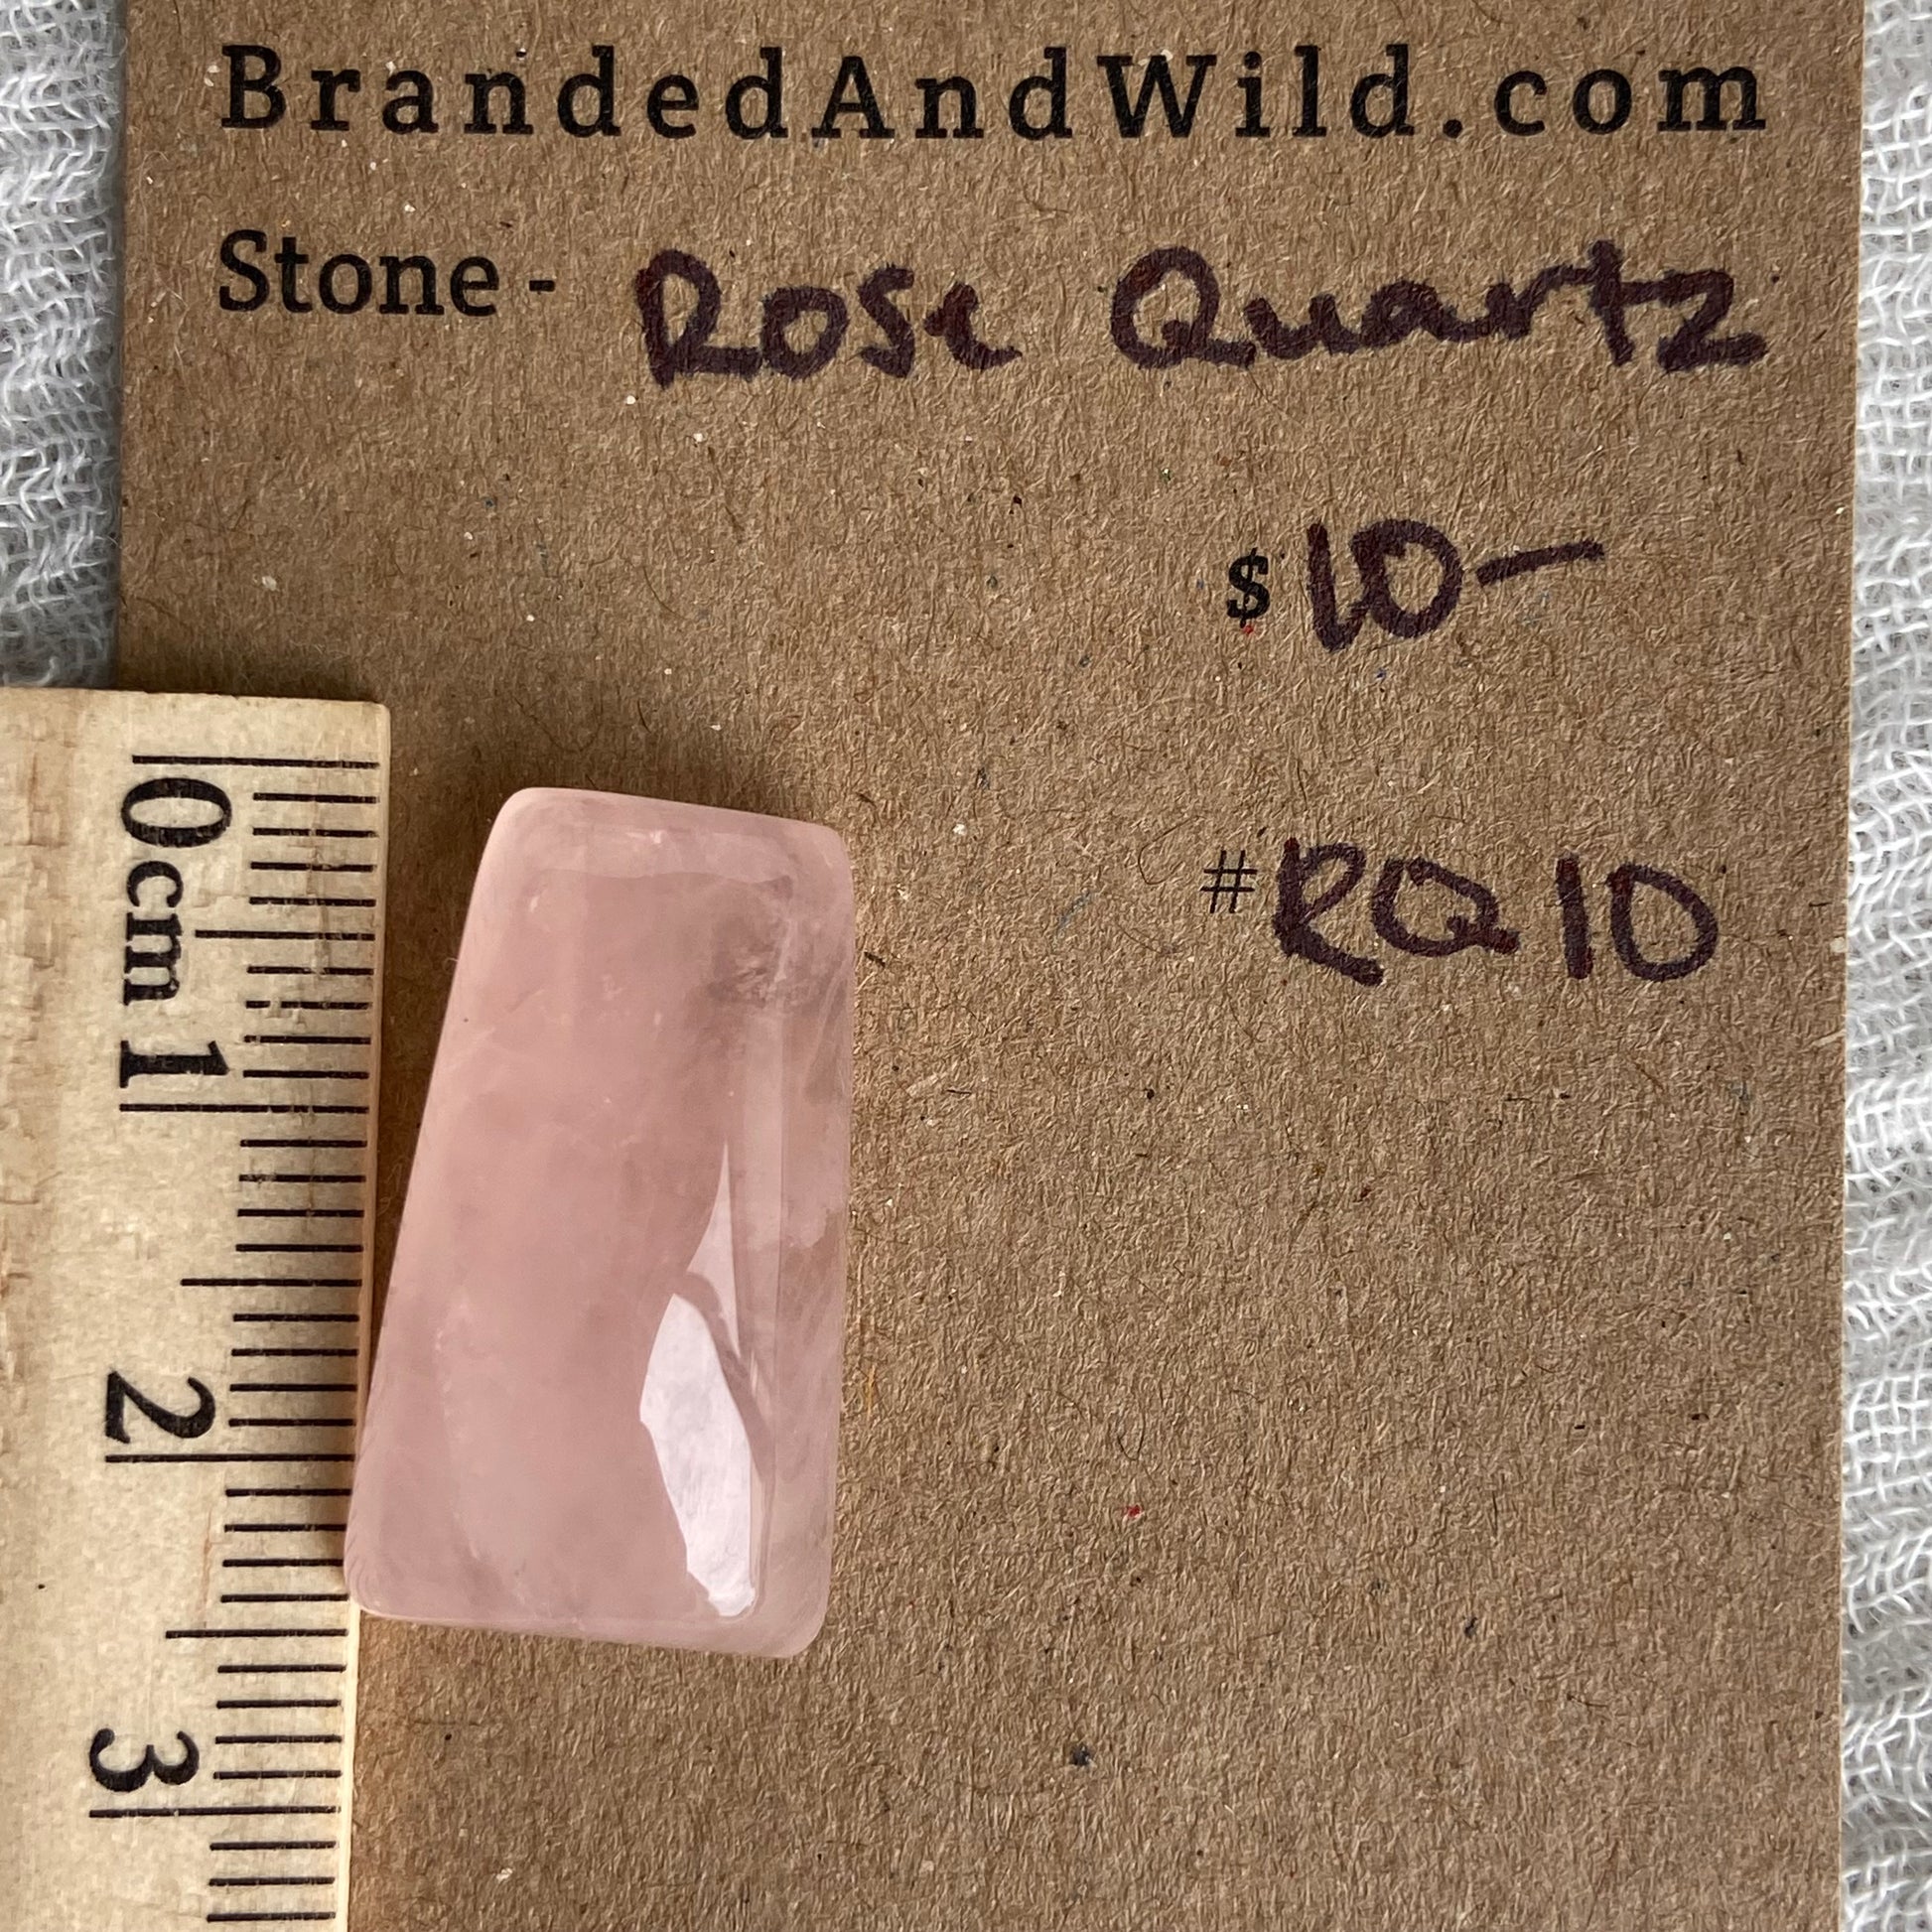 BrandedAndWild.com
Stone - Rose Quartz
$ 10-
# RQ10
0cm 1 2 3